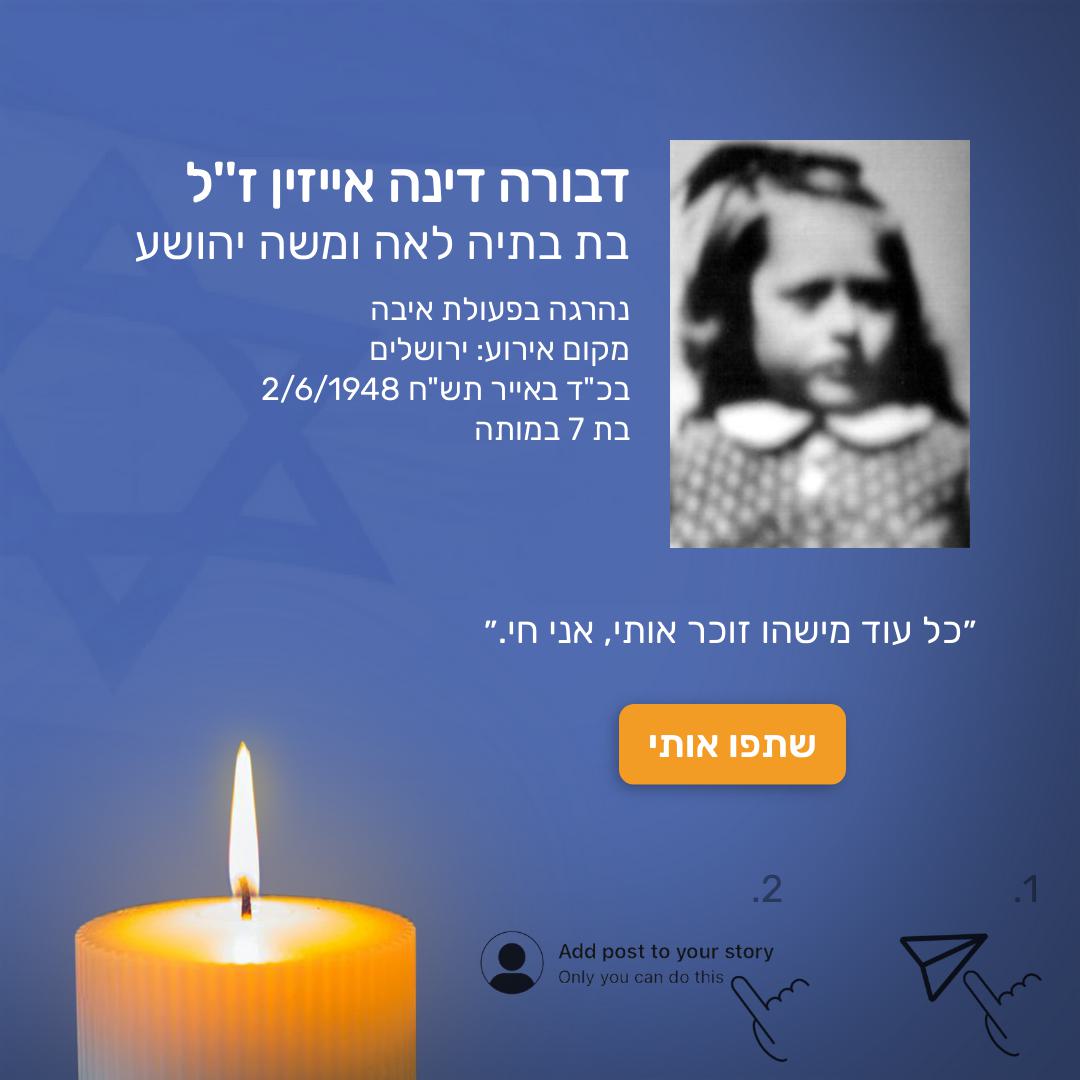 דבורה דינה אייזין ז"ל
בת בתיה לאה ומשה יהושע
נהרגה בפעולת איבה
מקום אירוע: ירושלים
בכ"ד באייר תש"ח 2/6/1948
בת 7 במותה
״כל עוד מישהו זוכר אותי, אני חי.״
שתפו אותי
.1
.2
Add post to your story
Only you can do this